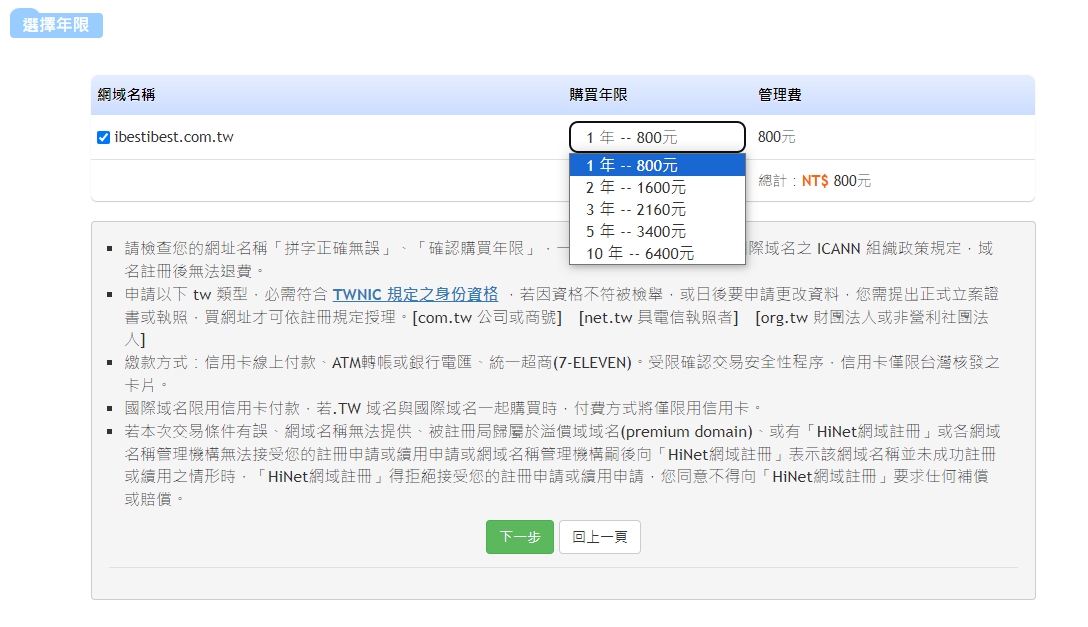 選擇年限
網域名稱 購買年限 管理費
ibestibest.com.tw 1 年 -- 800元 800元
1 年 -- 800元
總計：NT$ 800元
2 年 -- 1600元
3 年 -- 2160元
5 年 -- 3400元
10 年 -- 6400元
請檢查您的網址名稱「拼字正確無誤」、「確認購買年限」，一 際域名之 ICANN 組織政策規定，域
名註冊後無法退費。
申請以下 tw 類型，必需符合 TWNIC 規定之身份資格 ，若因資格不符被檢舉，或日後要申請更改資料，您需提出正式立案證
書或執照，買網址才可依註冊規定授理。[com.tw 公司或商號] [net.tw 具電信執照者] [org.tw 財團法人或非營利社團法
人]
繳款方式：信用卡線上付款、ATM轉帳或銀行電匯、統一超商(7-ELEVEN)。受限確認交易安全性程序，信用卡僅限台灣核發之
卡片。
國際域名限用信用卡付款，若.TW 域名與國際域名一起購買時，付費方式將僅限用信用卡。
若本次交易條件有誤、網域名稱無法提供、被註冊局歸屬於溢價域域名(premium domain)、或有「HiNet網域註冊」或各網域
名稱管理機構無法接受您的註冊申請或續用申請或網域名稱管理機構嗣後向「HiNet網域註冊」表示該網域名稱並未成功註冊
或續用之情形時，「HiNet網域註冊」得拒絕接受您的註冊申請或續用申請，您同意不得向「HiNet網域註冊」要求任何補償
或賠償。
下一步 回上一頁